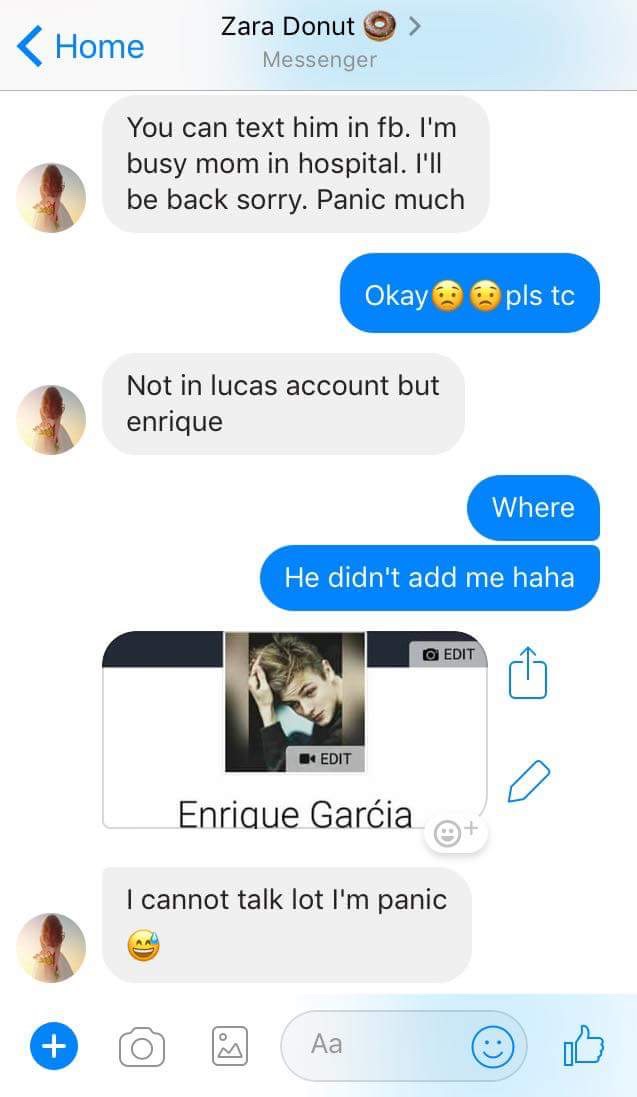 Home
Zara Donut 🍩
Messenger
You can text him in fb. I'm
busy mom in hospital. I'll
be back sorry. Panic much
Okay😟😟pls tc
Not in lucas account but
enrique
Where
He didn't add me haha
EDIT
EDIT
Enrique Garćia
I cannot talk lot I'm panic
😅
Aa